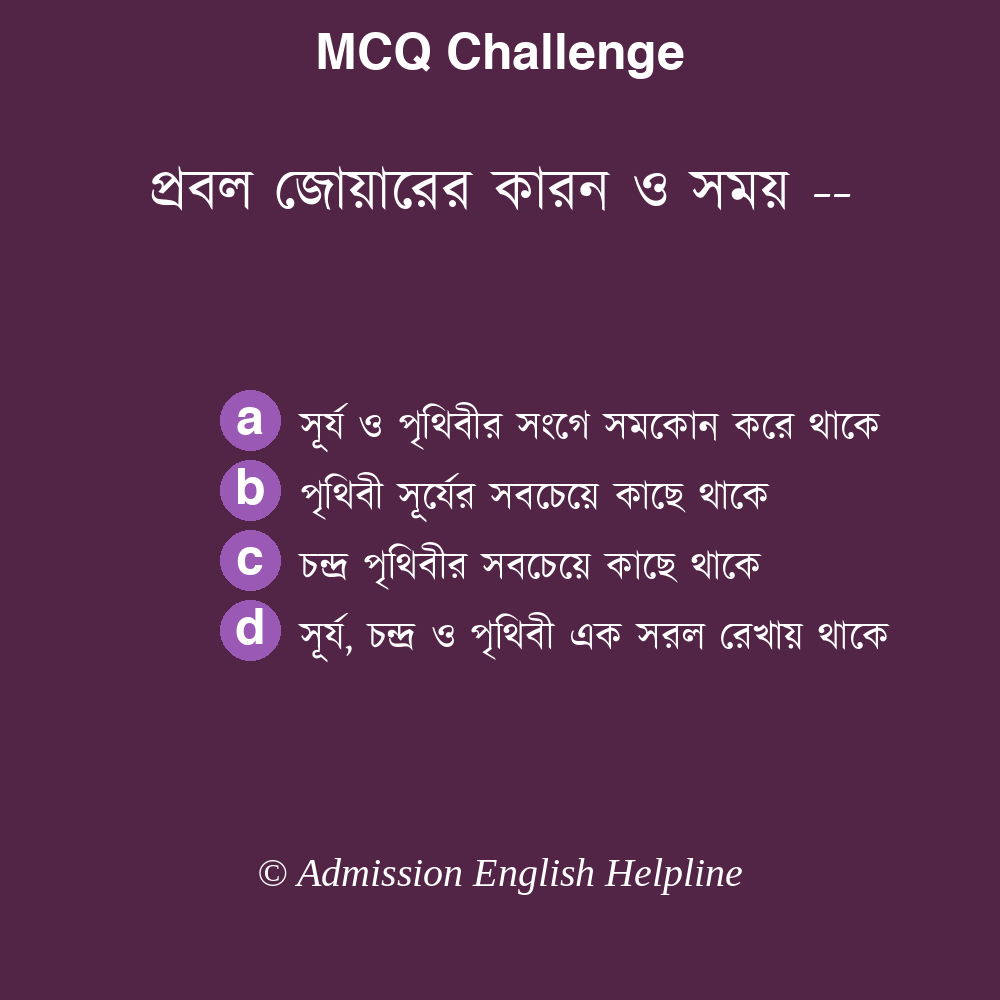 MCQ Challenge
প্রবল জোয়ারের কারন ও সময় --
a সূর্য ও পৃথিবীর সংগে সমকোন করে থাকে
b পৃথিবী সূর্যের সবচেয়ে কাছে থাকে
c চন্দ্র পৃথিবীর সবচেয়ে কাছে থাকে
d সূর্য, চন্দ্র ও পৃথিবী এক সরল রেখায় থাকে
© Admission English Helpline